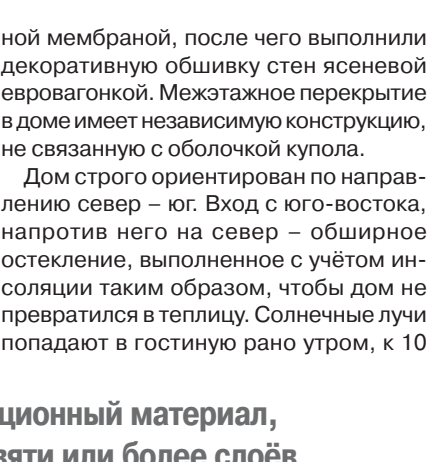 ной мембраной, после чего выполнили
декоративную обшивку стен ясеневой
евровагонкой. Межэтажное перекрытие
в доме имеет независимую конструкцию,
не связанную с оболочкой купола.
Дом строго ориентирован по направ-
лению север – юг. Вход с юго-востока,
напротив него на север – обширное
остекление, выполненное с учётом ин-
соляции таким образом, чтобы дом не
превратился в теплицу. Солнечные лучи
попадают в гостиную рано утром, к 10
ционный материал,
вяти или более слоёв